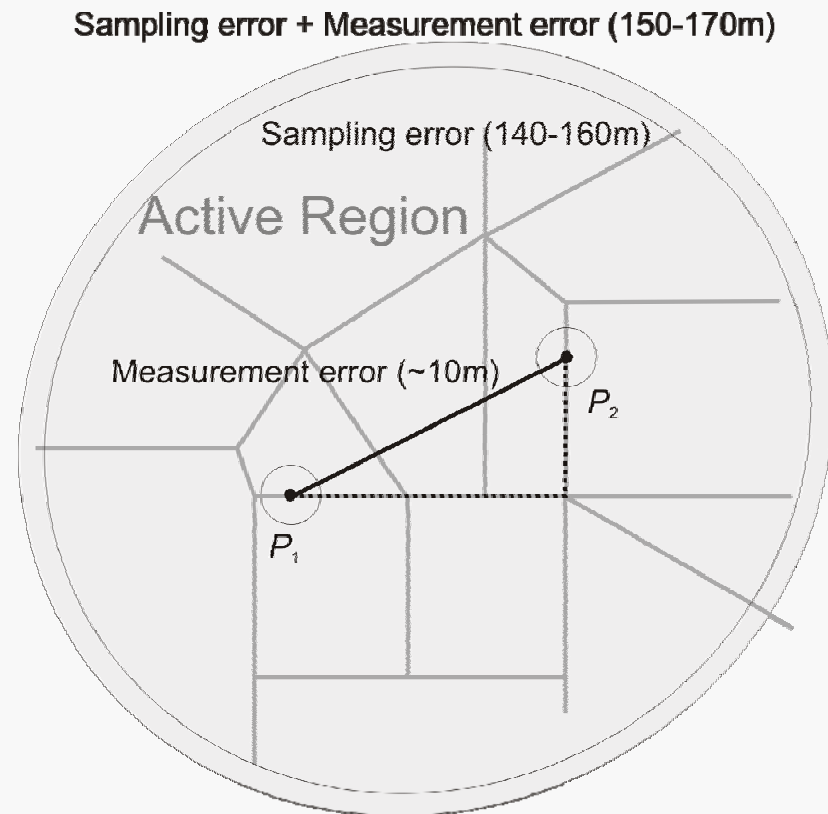 Sampling error + Measurement error (150-170m)
Sampling error (140-160m)
Active Region
Measurement error (~10m)
P₂
P₁